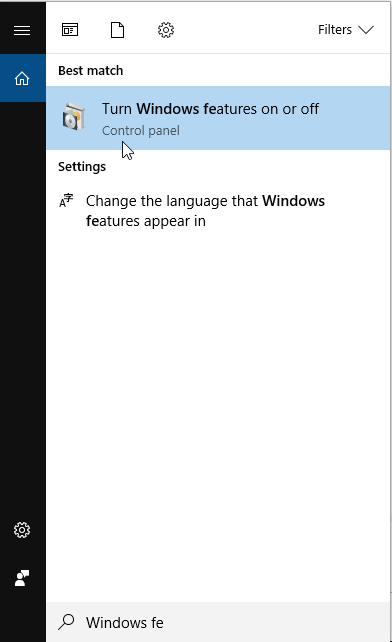 Filters
Best match
Turn Windows features on or off
Control panel
Settings
Change the language that Windows
features appear in
Windows fe